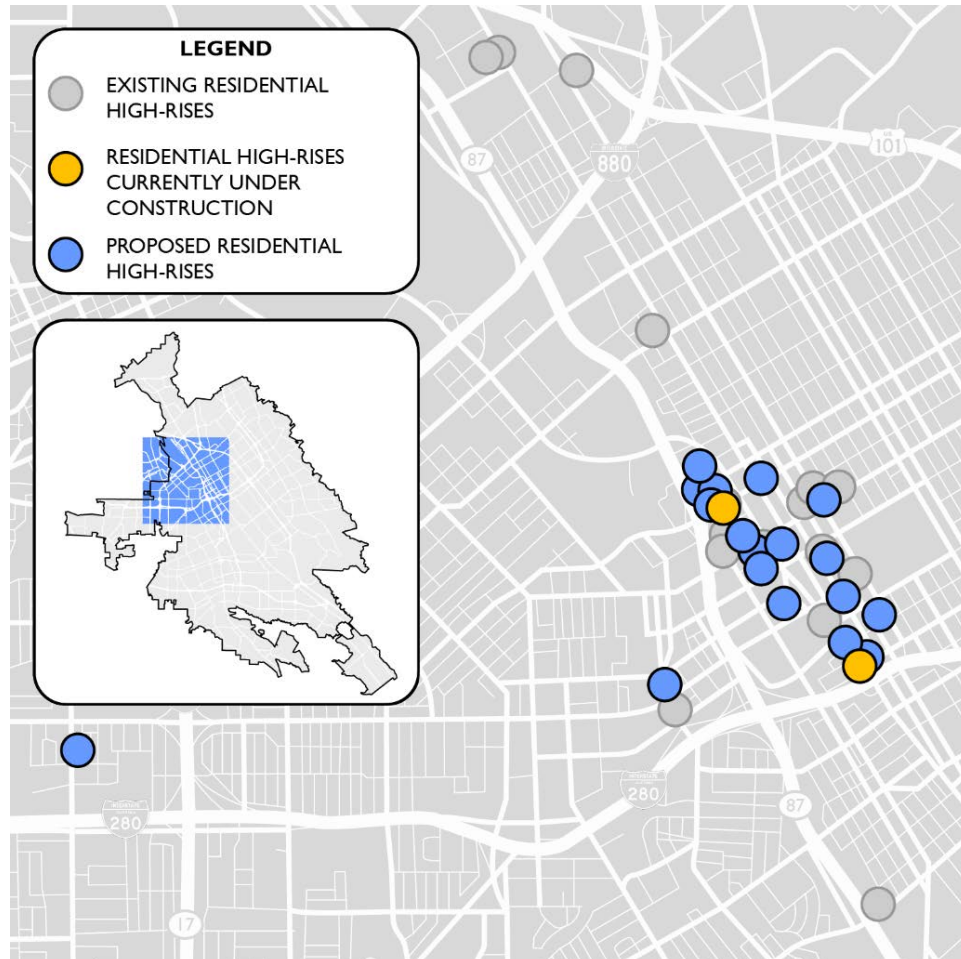 LEGEND
EXISTING RESIDENTIAL
HIGH-RISES
RESIDENTIAL HIGH-RISES
CURRENTLY UNDER
CONSTRUCTION
PROPOSED RESIDENTIAL
HIGH-RISES
87
880
101
280
280
87
17